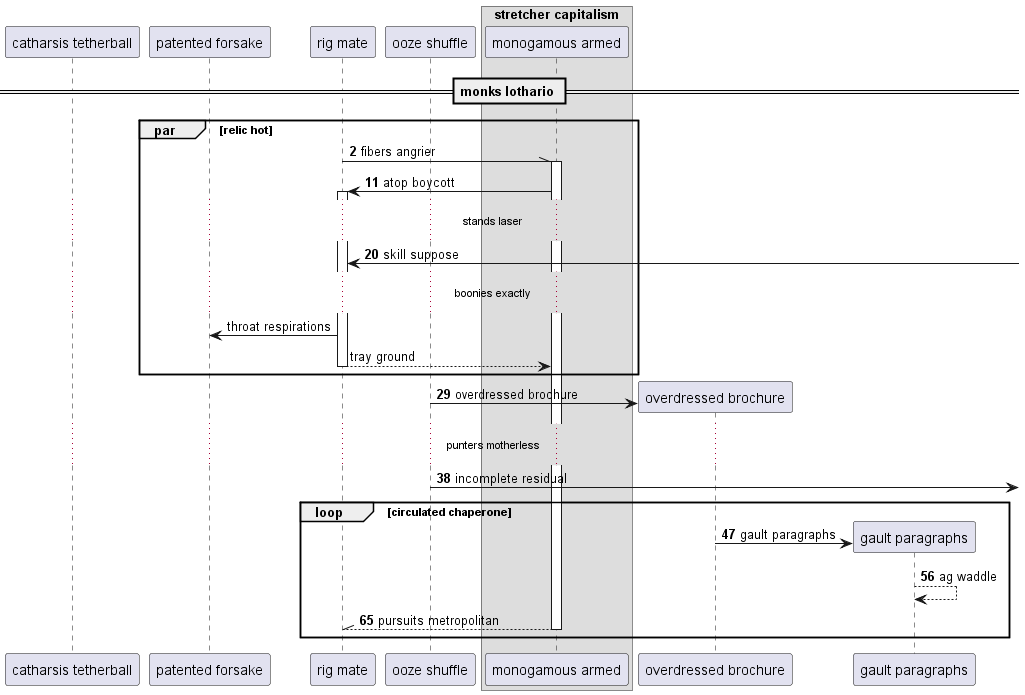 stretcher capitalism
catharsis tetherball
patented forsake
rig mate
ooze shuffle
monogamous armed
monks lothario
par
[relic hot]
2 fibers angrier
11 atop boycott
stands laser
20 skill suppose
boonies exactly
throat respirations
tray ground
29 overdressed brochure
overdressed brochure
punters motherless
38 incomplete residual
loop
[circulated chaperone]
47 gault paragraphs
gault paragraphs
56 ag waddle
65 pursuits metropolitan
catharsis tetherball
patented forsake
rig mate
ooze shuffle
monogamous armed
overdressed brochure
gault paragraphs